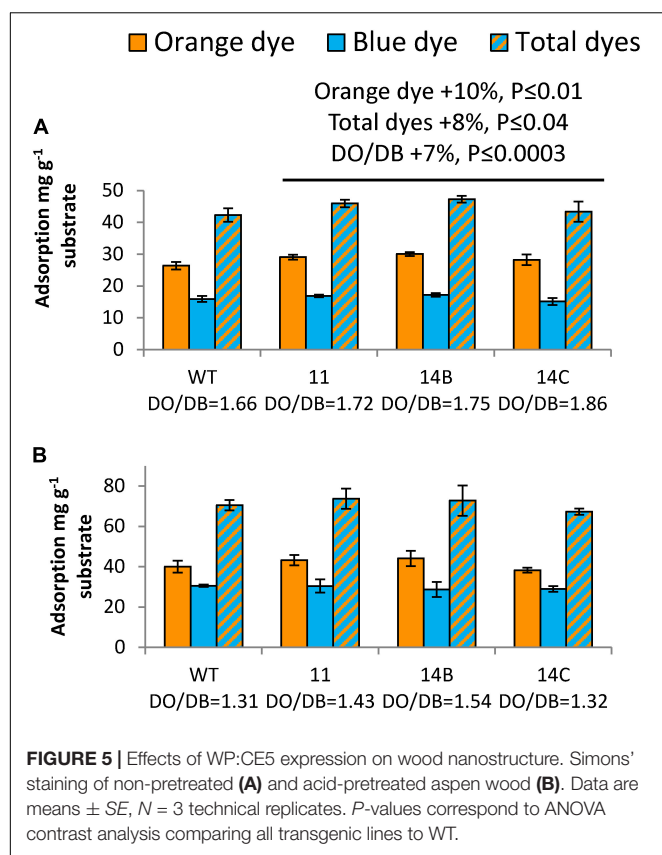 Orange dye Blue dye Total dyes
Orange dye +10%, P≤0.01
Total dyes +8%, P≤0.04
DO/DB +7%, P≤0.0003
A
Adsorption mg g-1
substrate
50
40
30
20
10
0
WT 11 14B 14C
DO/DB=1.66 DO/DB=1.72 DO/DB=1.75 DO/DB=1.86
B
Adsorption mg g-1
substrate
80
60
40
20
0
WT 11 14B 14C
DO/DB=1.31 DO/DB=1.43 DO/DB=1.54 DO/DB=1.32
FIGURE 5 | Effects of WP:CE5 expression on wood nanostructure. Simons’
staining of non-pretreated (A) and acid-pretreated aspen wood (B). Data are
means ± SE, N = 3 technical replicates. P-values correspond to ANOVA
contrast analysis comparing all transgenic lines to WT.